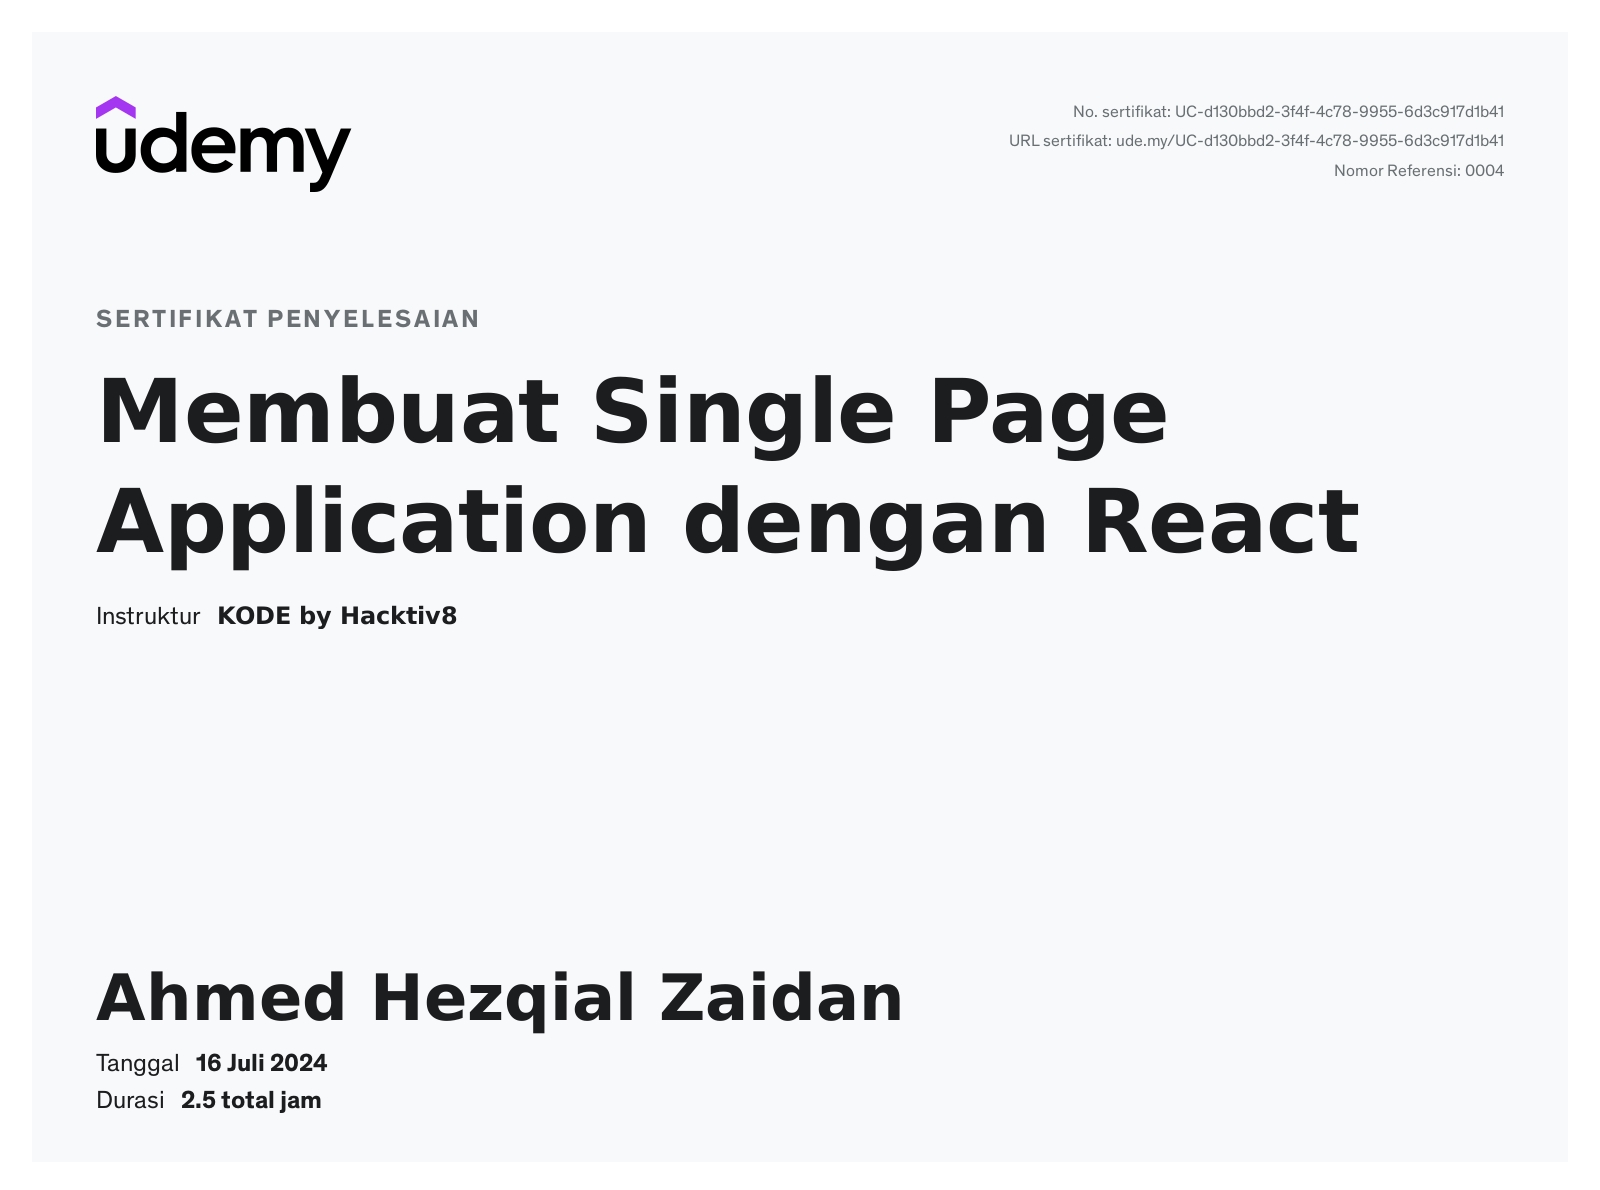 udemy
No. sertifikat: UC-d130bbd2-3f4f-4c78-9955-6d3c917d1b41
URL sertifikat: ude.my/UC-d130bbd2-3f4f-4c78-9955-6d3c917d1b41
Nomor Referensi: 0004
SERTIFIKAT PENYELESAIAN
Membuat Single Page
Application dengan React
Instruktur KODE by Hacktiv8
Ahmed Hezqial Zaidan
Tanggal 16 Juli 2024
Durasi 2.5 total jam